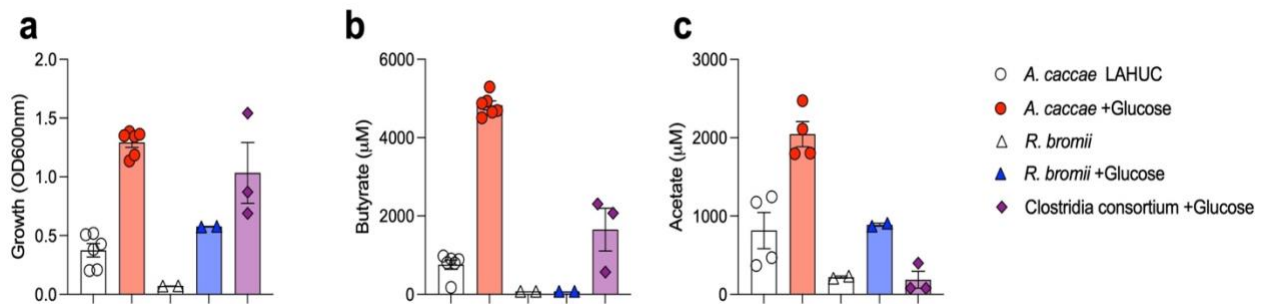 a
Growth (OD600nm)
2.0
1.5
1.0
0.5
0.0
b
Butyrate (µM)
6000
4000
2000
0
c
Acetate (µM)
3000
2000
1000
0
A. caccae LAHUC
A. caccae +Glucose
R. bromii
R. bromii +Glucose
Clostridia consortium +Glucose